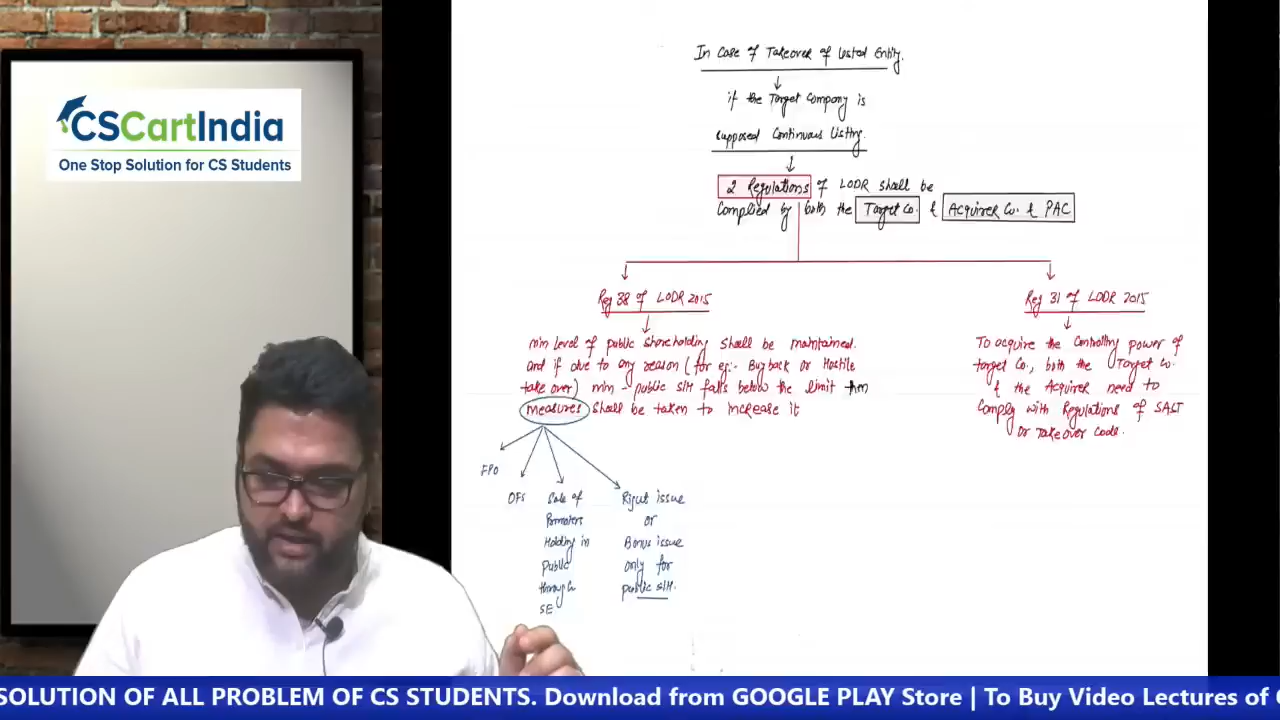 CSCartIndia
One Stop Solution for CS Students
In Case of Takeover of Listed Entity.
if the Target Company is
supposed Continuous Listing.
2 Regulations of LODR shall be
Complied by both the Target Co. & Acquirer Co. & PAC
Reg 38 of LODR 2015
min level of public shareholding shall be maintained.
and if due to any reason (for eg:- Buyback or Hostile
take over) min - public SH falls below the limit then
measures shall be taken to increase it
FPO
OFS
Sale of
Promoters
Holding in
Public
through
SE
Right issue
or
Bonus issue
only for
public SH.
Reg 31 of LODR 2015
To acquire the controlling power of
target Co., both the Target Co.
& the Acquirer need to
Comply with Regulations of SAST
or Takeover Code.
SOLUTION OF ALL PROBLEM OF CS STUDENTS. Download from GOOGLE PLAY Store | To Buy Video Lectures of